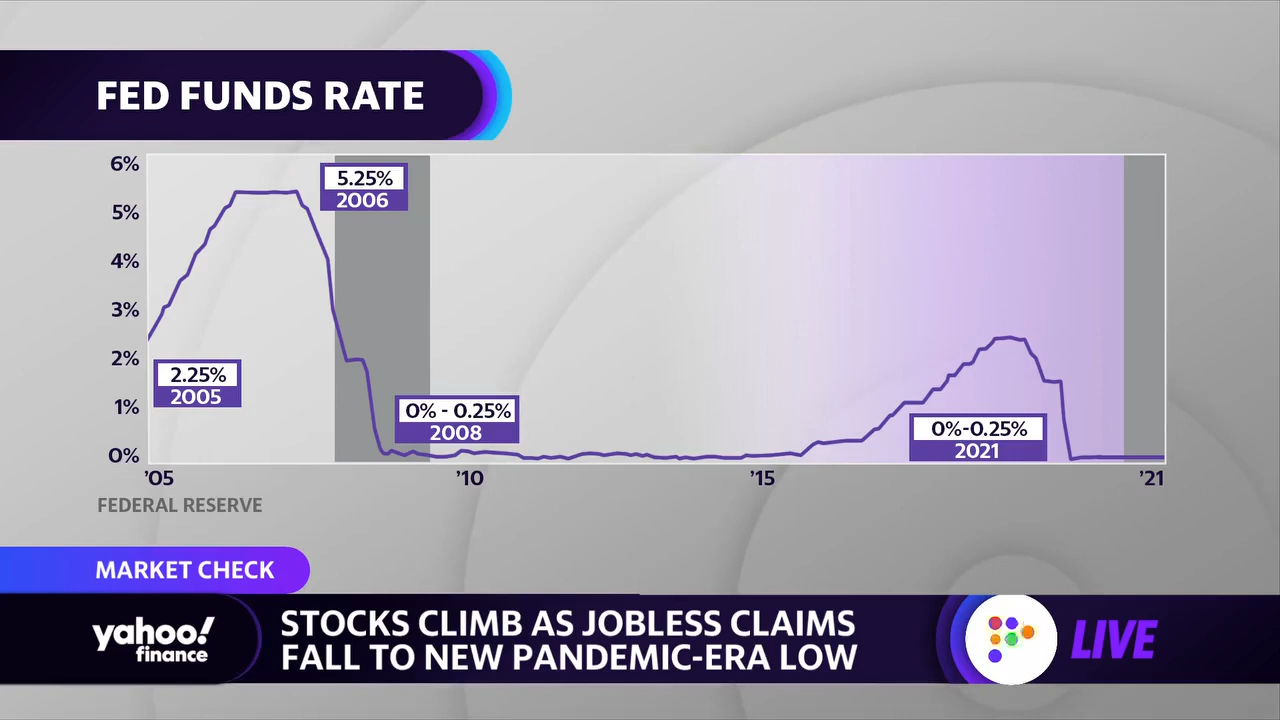 FED FUNDS RATE
6%
5%
4%
3%
2%
1%
0%
5.25%
2006
2.25%
2005
0% - 0.25%
2008
0%-0.25%
2021
'05
'10
'15
'21
FEDERAL RESERVE
MARKET CHECK
yahoo!
finance
STOCKS CLIMB AS JOBLESS CLAIMS
FALL TO NEW PANDEMIC-ERA LOW
LIVE